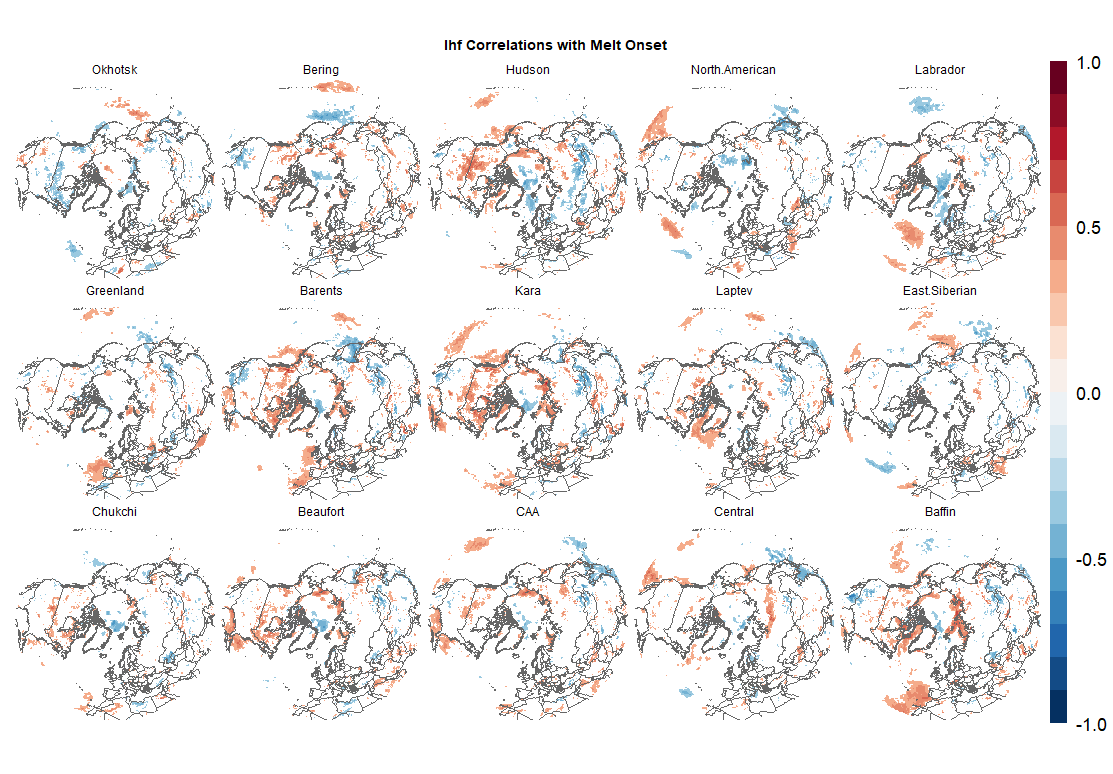 lhf Correlations with Melt Onset
Okhotsk Bering Hudson North.American Labrador
Greenland Barents Kara Laptev East.Siberian
Chukchi Beaufort CAA Central Baffin
1.0
0.5
0.0
-0.5
-1.0